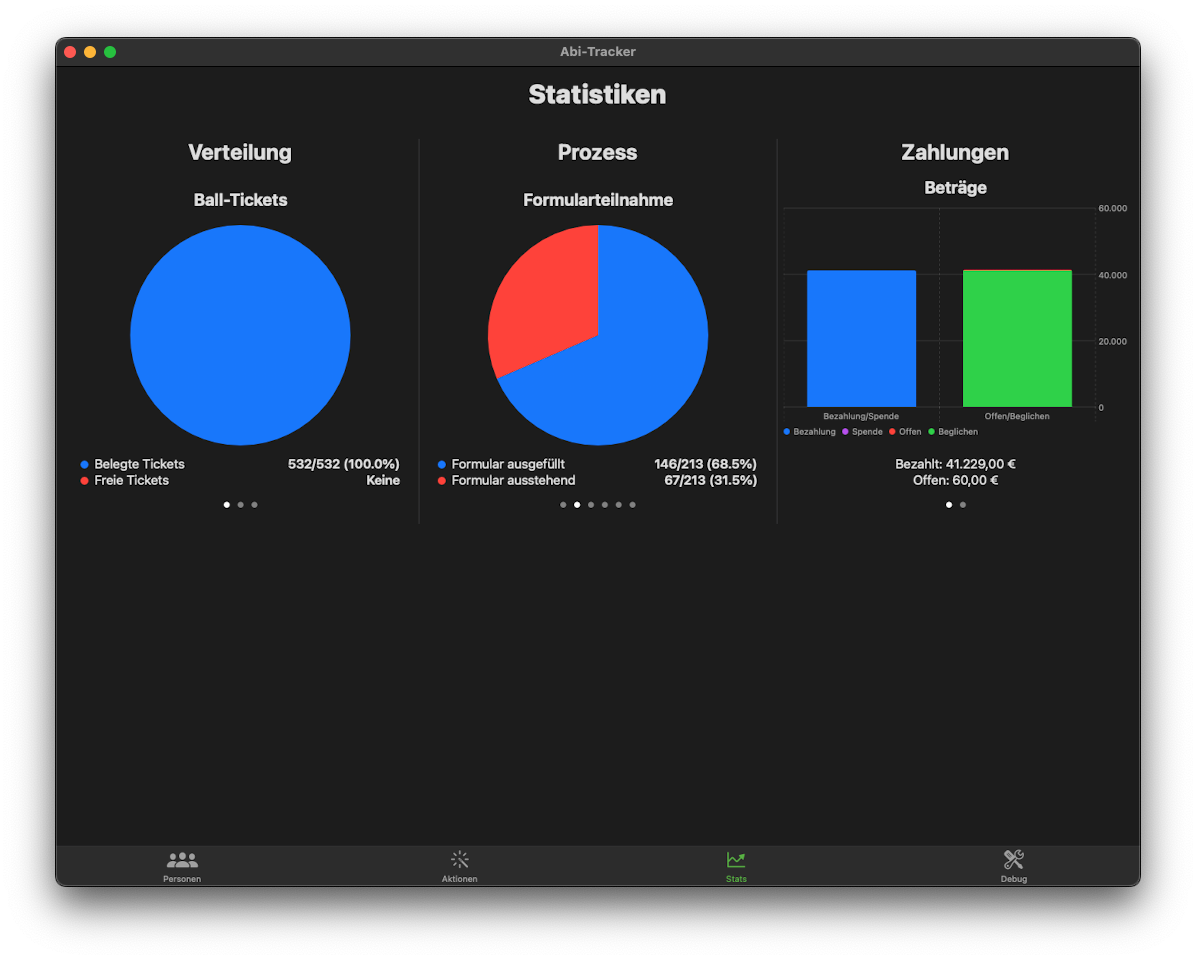 Abi-Tracker
Statistiken
Verteilung
Ball-Tickets
Belegte Tickets 532/532 (100.0%)
Freie Tickets Keine
Prozess
Formularteilnahme
Formular ausgefüllt 146/213 (68.5%)
Formular ausstehend 67/213 (31.5%)
Zahlungen
Beträge
60.000
40.000
20.000
0
Bezahlung/Spende Offen/Beglichen
Bezahlung Spende Offen Beglichen
Bezahlt: 41.229,00 €
Offen: 60,00 €
Personen Aktionen Stats Debug